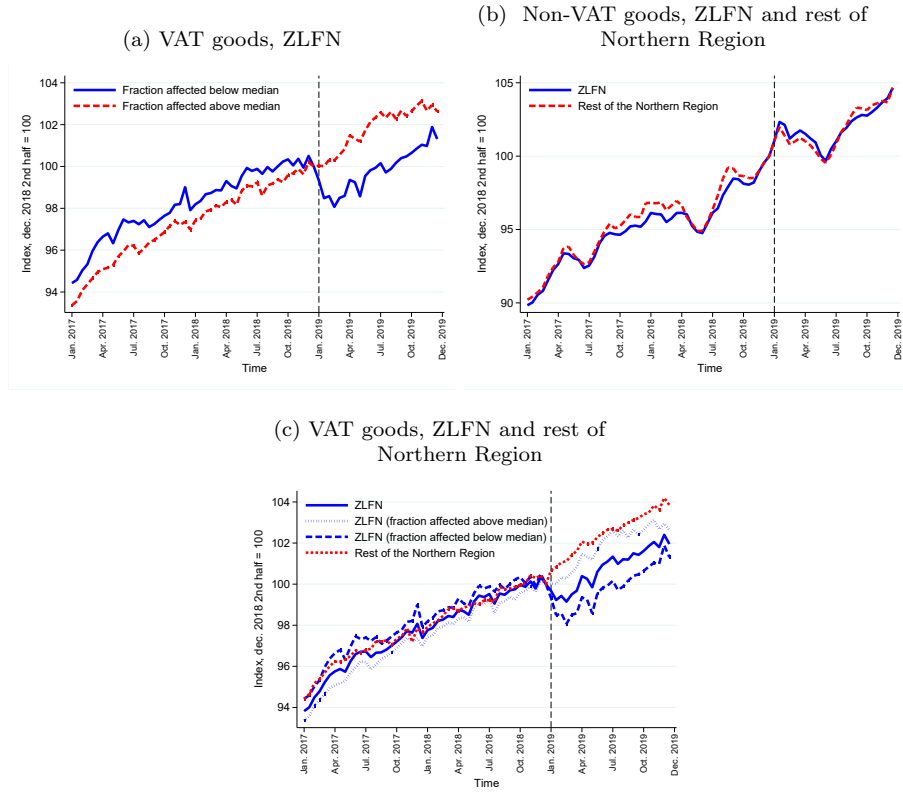 (a) VAT goods, ZLFN
104
102
100
98
96
94
Index, dec. 2018 2nd half = 100
Fraction affected below median
Fraction affected above median
Jan. 2017
Apr. 2017
Jul. 2017
Oct. 2017
Jan. 2018
Apr. 2018
Jul. 2018
Oct. 2018
Jan. 2019
Apr. 2019
Jul. 2019
Oct. 2019
Dec. 2019
Time
(b) Non-VAT goods, ZLFN and rest of
Northern Region
105
100
95
90
Index, dec. 2018 2nd half = 100
ZLFN
Rest of the Northern Region
Jan. 2017
Apr. 2017
Jul. 2017
Oct. 2017
Jan. 2018
Apr. 2018
Jul. 2018
Oct. 2018
Jan. 2019
Apr. 2019
Jul. 2019
Oct. 2019
Dec. 2019
Time
(c) VAT goods, ZLFN and rest of
Northern Region
104
102
100
98
96
94
Index, dec. 2018 2nd half = 100
ZLFN
ZLFN (fraction affected above median)
ZLFN (fraction affected below median)
Rest of the Northern Region
Jan. 2017
Apr. 2017
Jul. 2017
Oct. 2017
Jan. 2018
Apr. 2018
Jul. 2018
Oct. 2018
Jan. 2019
Apr. 2019
Jul. 2019
Oct. 2019
Dec. 2019
Time